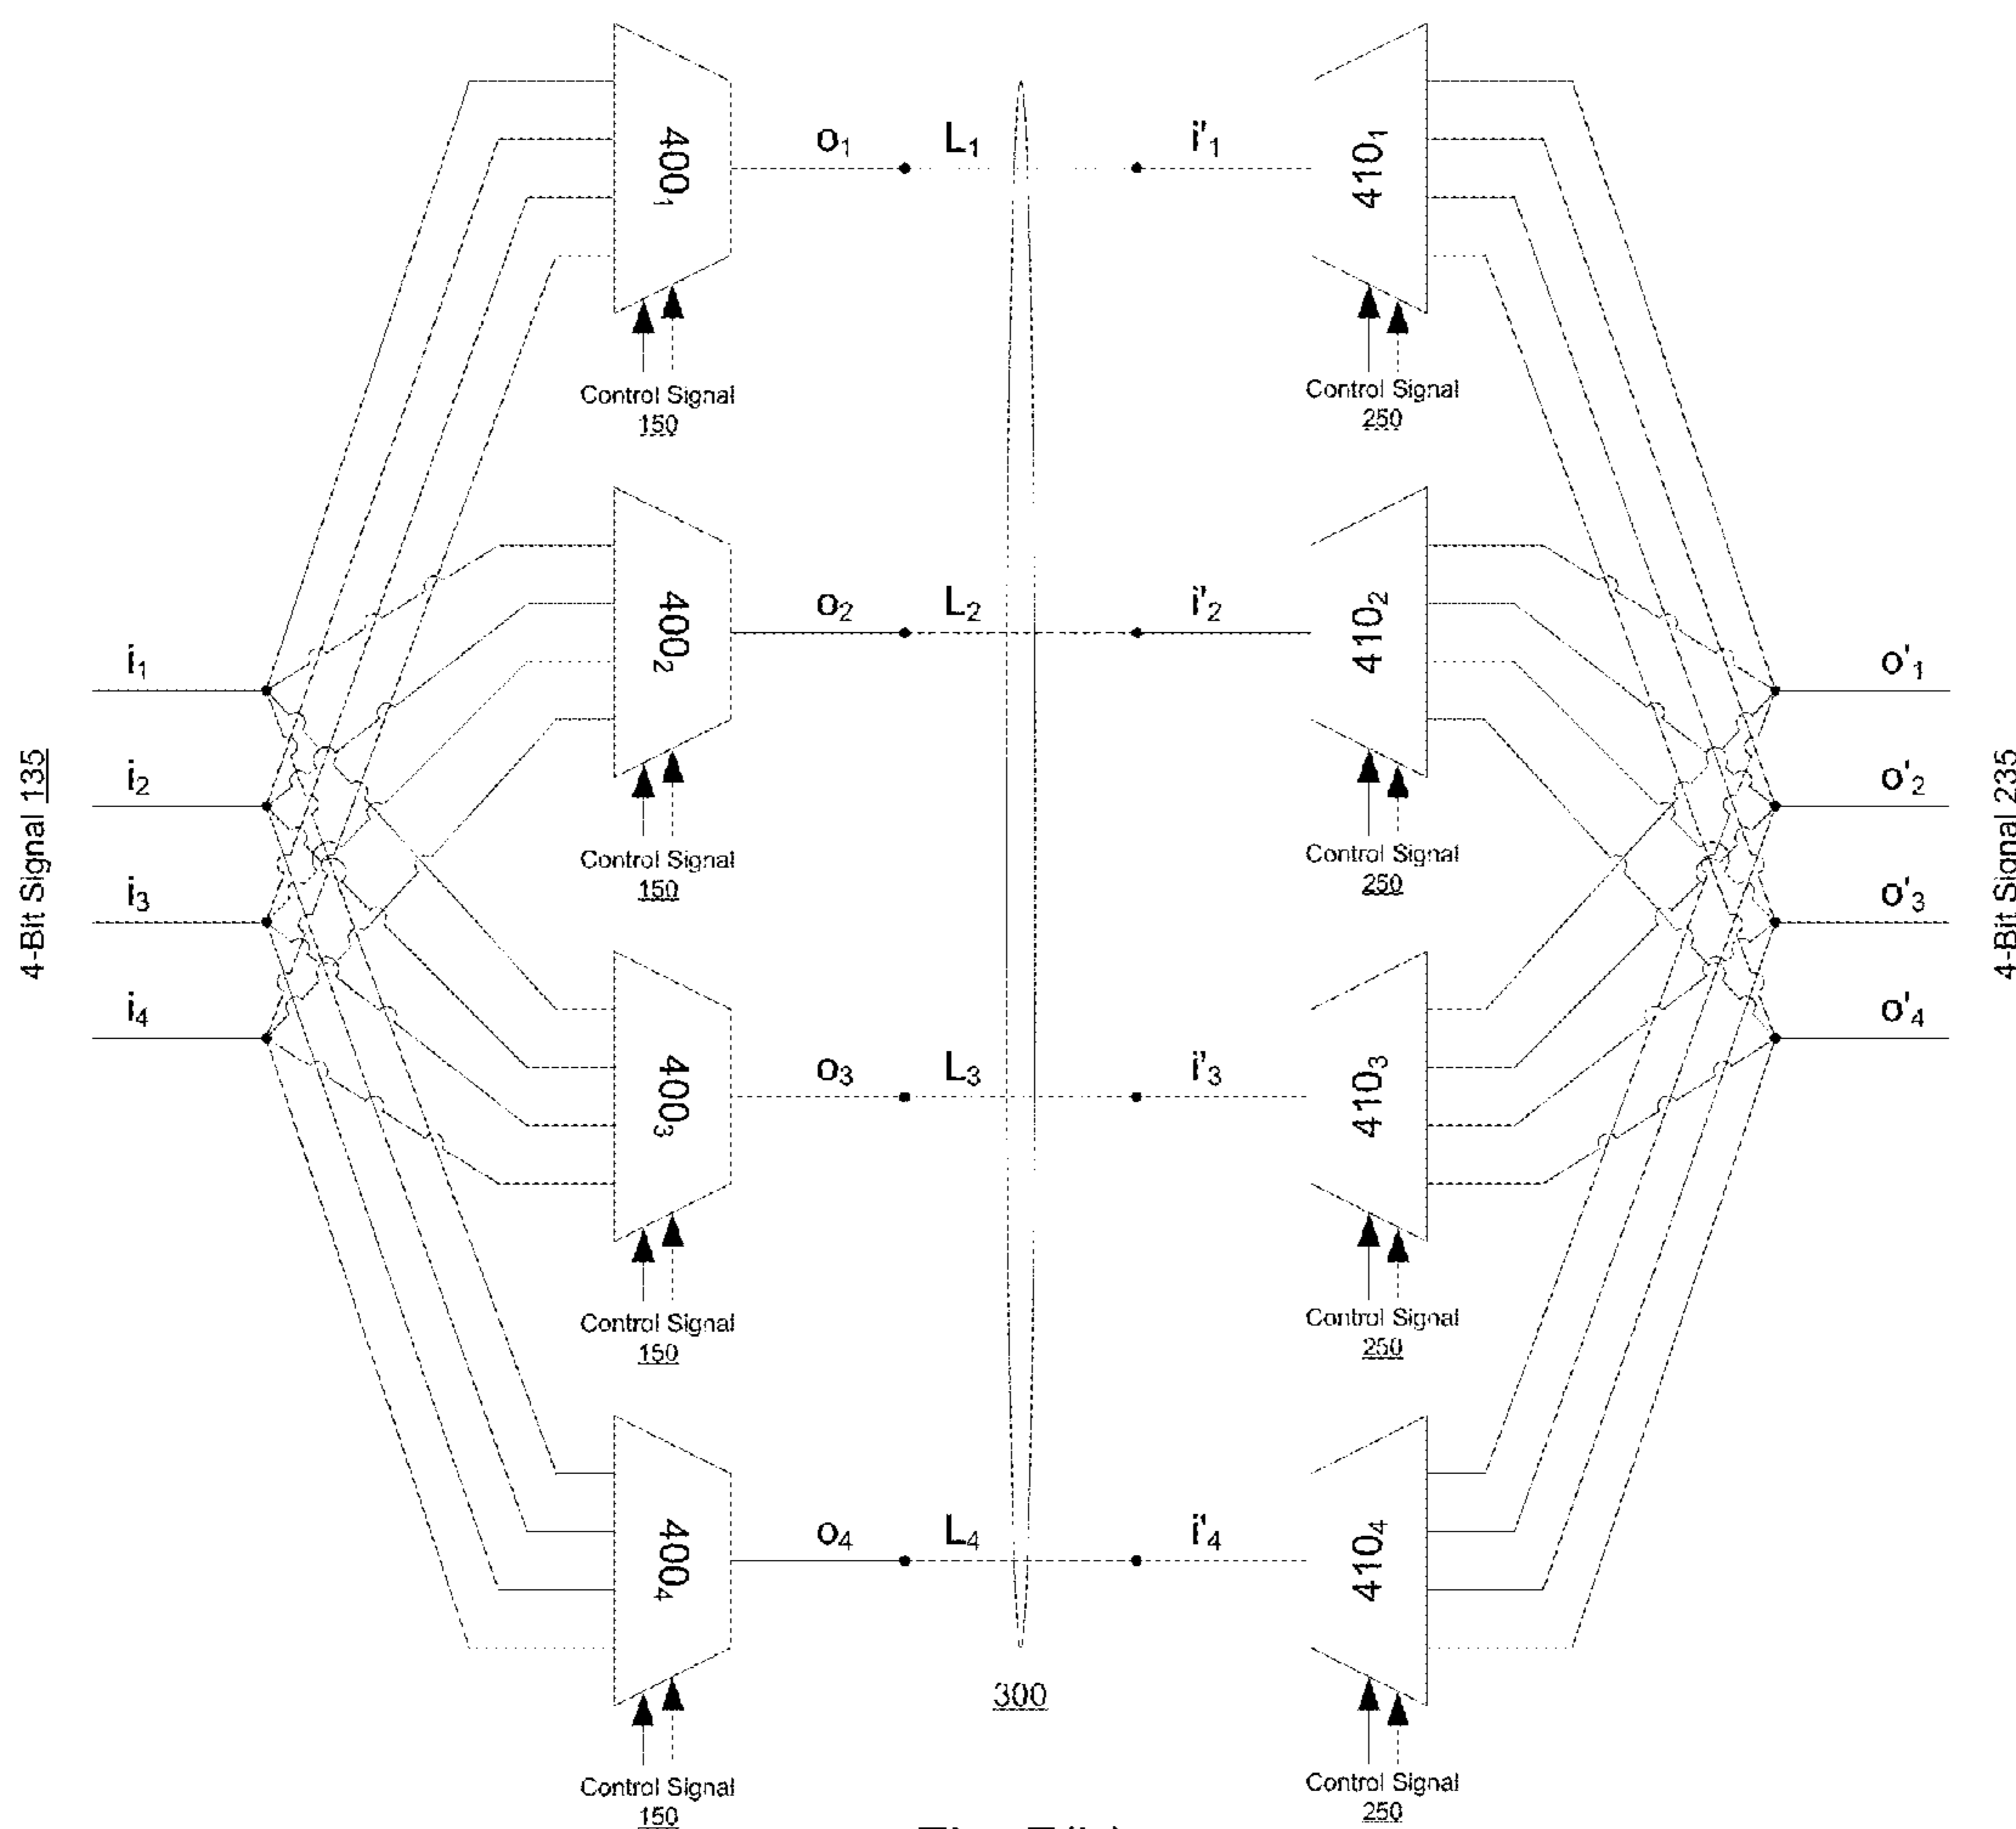 400₁
o₁
L₁
i'₁
410₁
Control Signal
150
Control Signal
250
400₂
o₂
L₂
i'₂
410₂
Control Signal
150
Control Signal
250
4-Bit Signal 135
i₁
i₂
i₃
i₄
o'₁
o'₂
o'₃
o'₄
4-Bit Signal 235
400₃
o₃
L₃
i'₃
410₃
Control Signal
150
Control Signal
250
400₄
o₄
L₄
i'₄
410₄
300
Control Signal
150
Control Signal
250